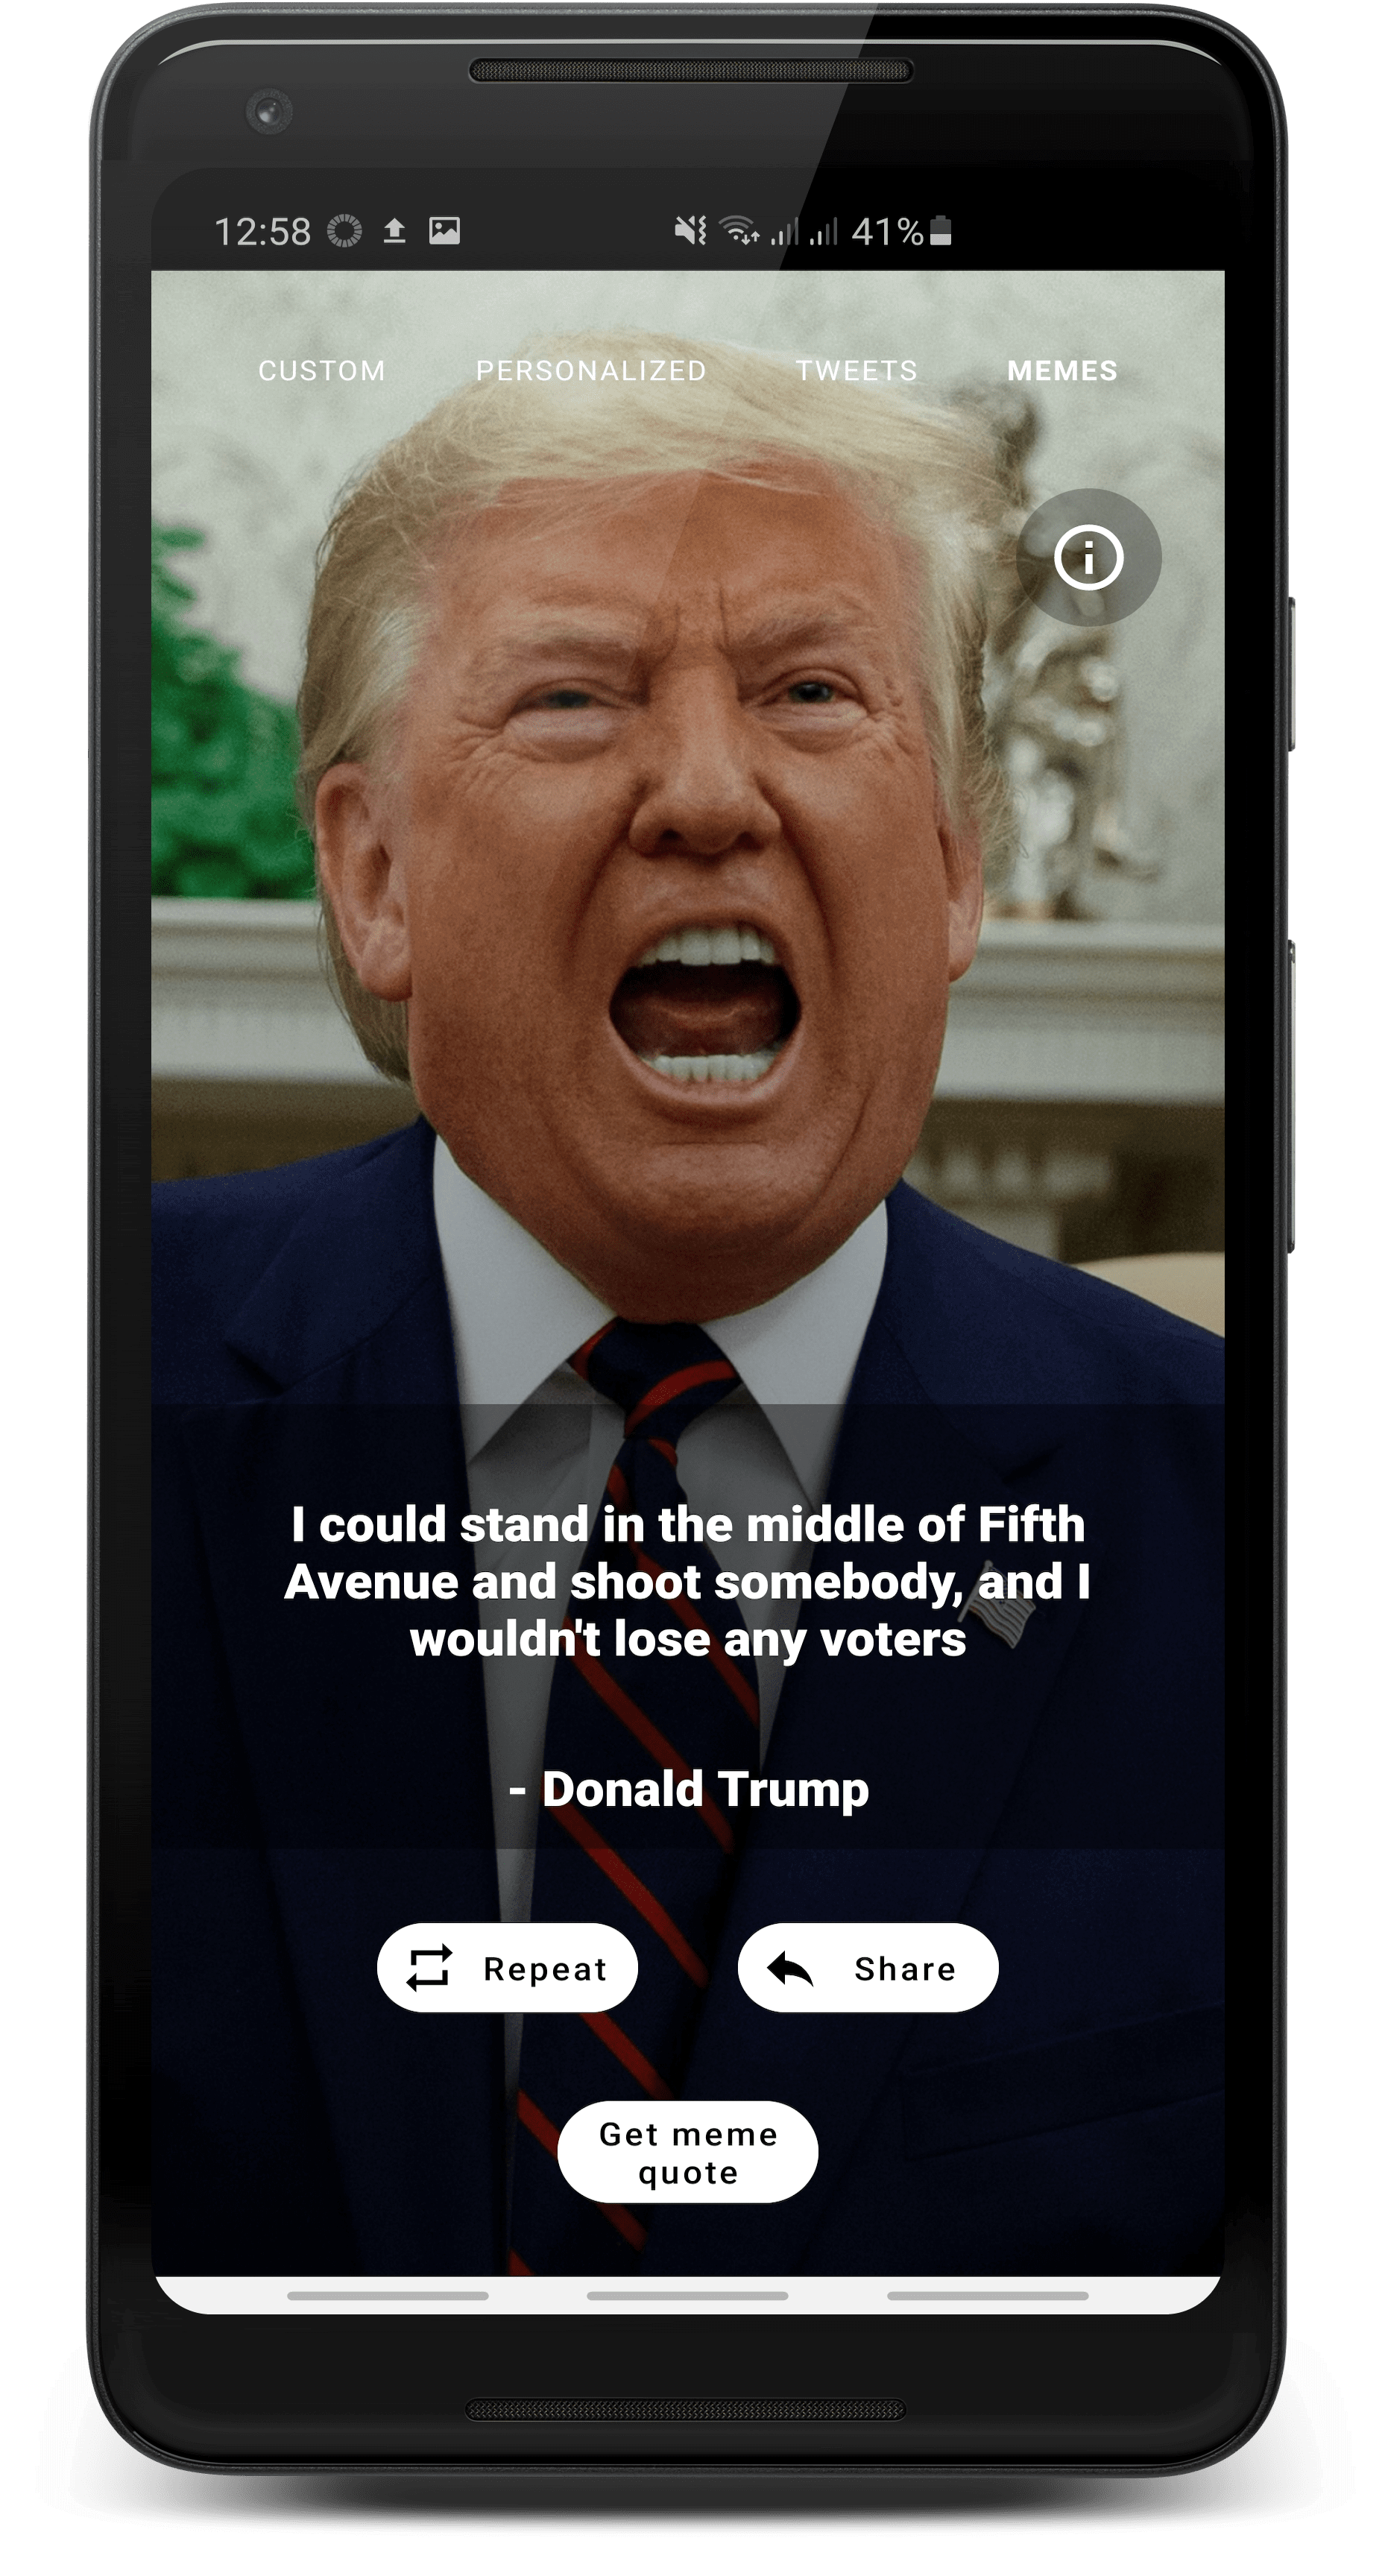 12:58 41%
CUSTOM PERSONALIZED TWEETS MEMES
I could stand in the middle of Fifth
Avenue and shoot somebody, and I
wouldn't lose any voters
- Donald Trump
Repeat Share
Get meme
quote